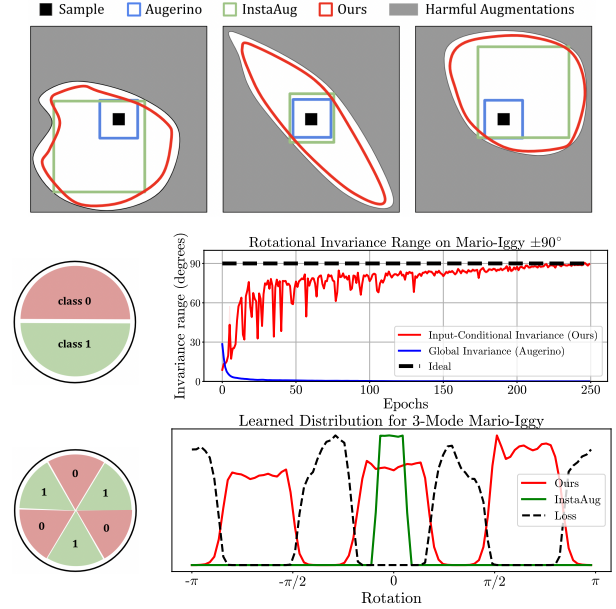 Sample Augerino InstaAug Ours Harmful Augmentations
Rotational Invariance Range on Mario-Iggy ±90°
Invariance range (degrees)
90
60
30
0
0 50 100 150 200 250
Epochs
Input-Conditional Invariance (Ours)
Global Invariance (Augerino)
Ideal
class 0
class 1
Learned Distribution for 3-Mode Mario-Iggy
Ours
InstaAug
Loss
-π -π/2 0 π/2 π
Rotation
0
1 1
0 0
1